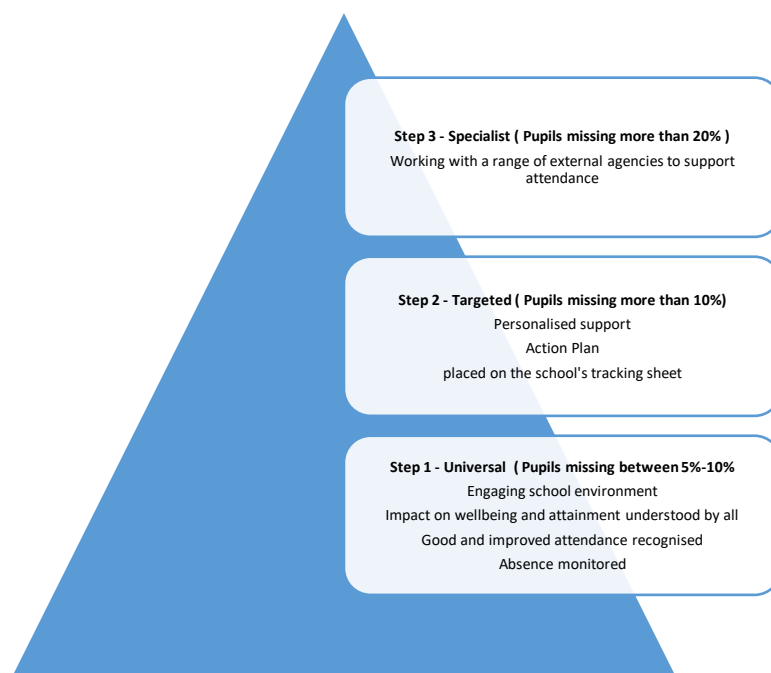 Step 3 - Specialist ( Pupils missing more than 20% )
Working with a range of external agencies to support
attendance
Step 2 - Targeted ( Pupils missing more than 10%)
Personalised support
Action Plan
placed on the school's tracking sheet
Step 1 - Universal ( Pupils missing between 5%-10%
Engaging school environment
Impact on wellbeing and attainment understood by all
Good and improved attendance recognised
Absence monitored